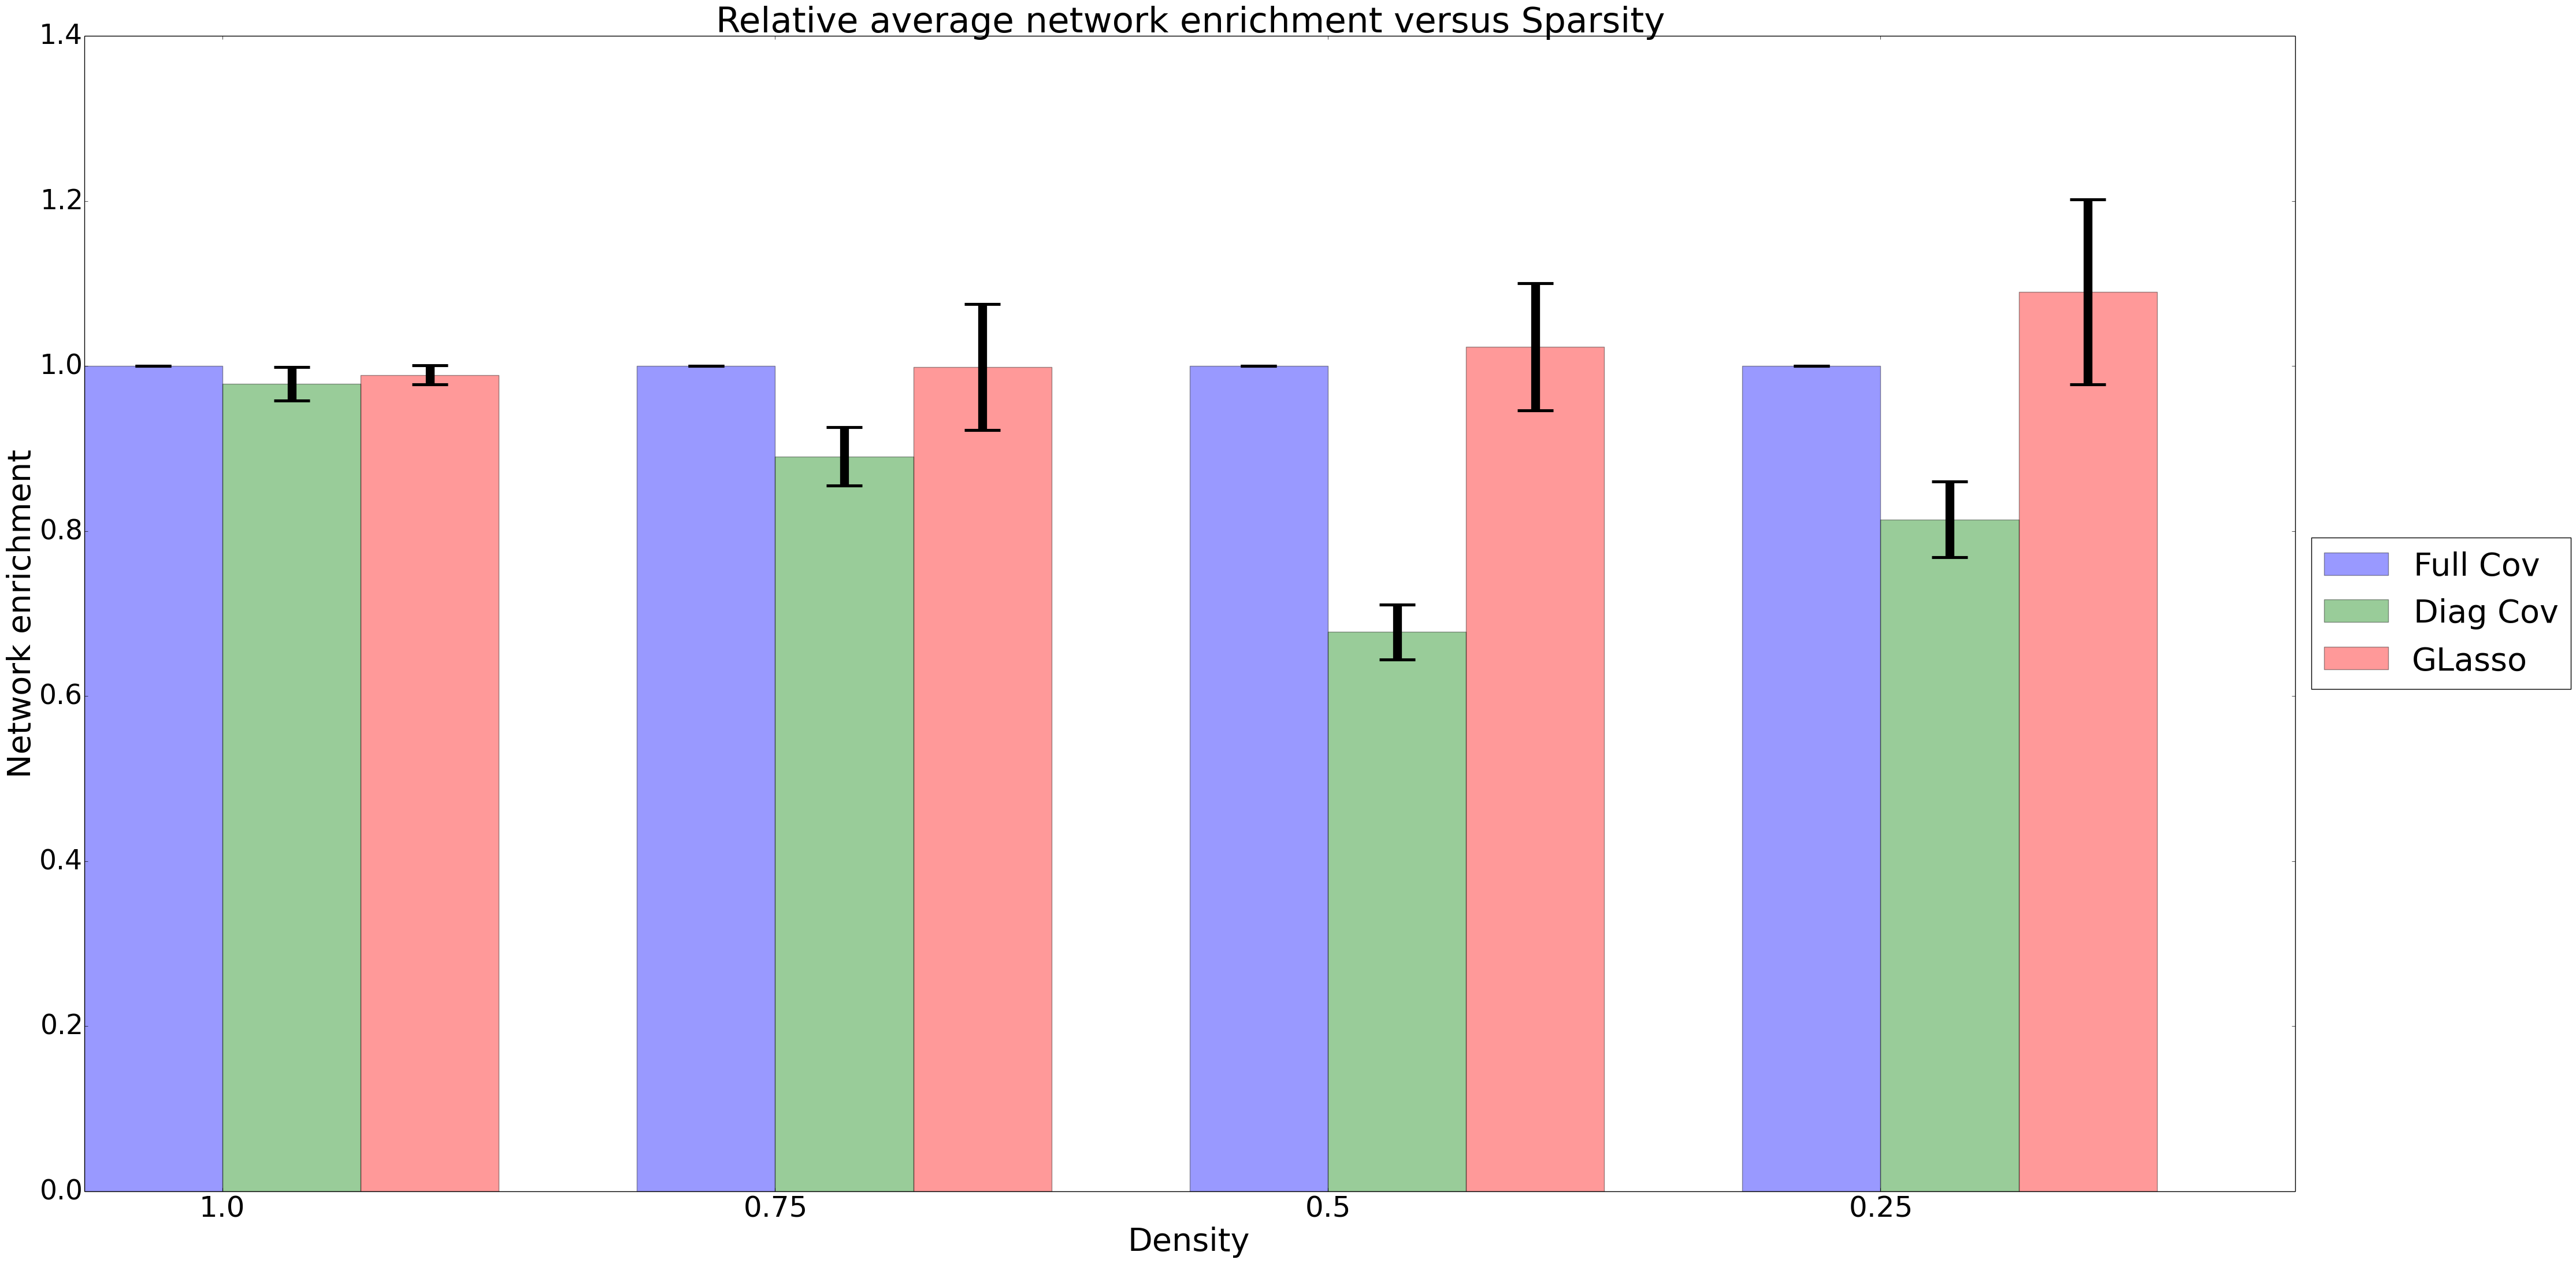 Relative average network enrichment versus Sparsity
1.4
1.2
1.0
0.8
0.6
0.4
0.2
0.0
Network enrichment
1.0 0.75 0.5 0.25
Density
Full Cov
Diag Cov
GLasso